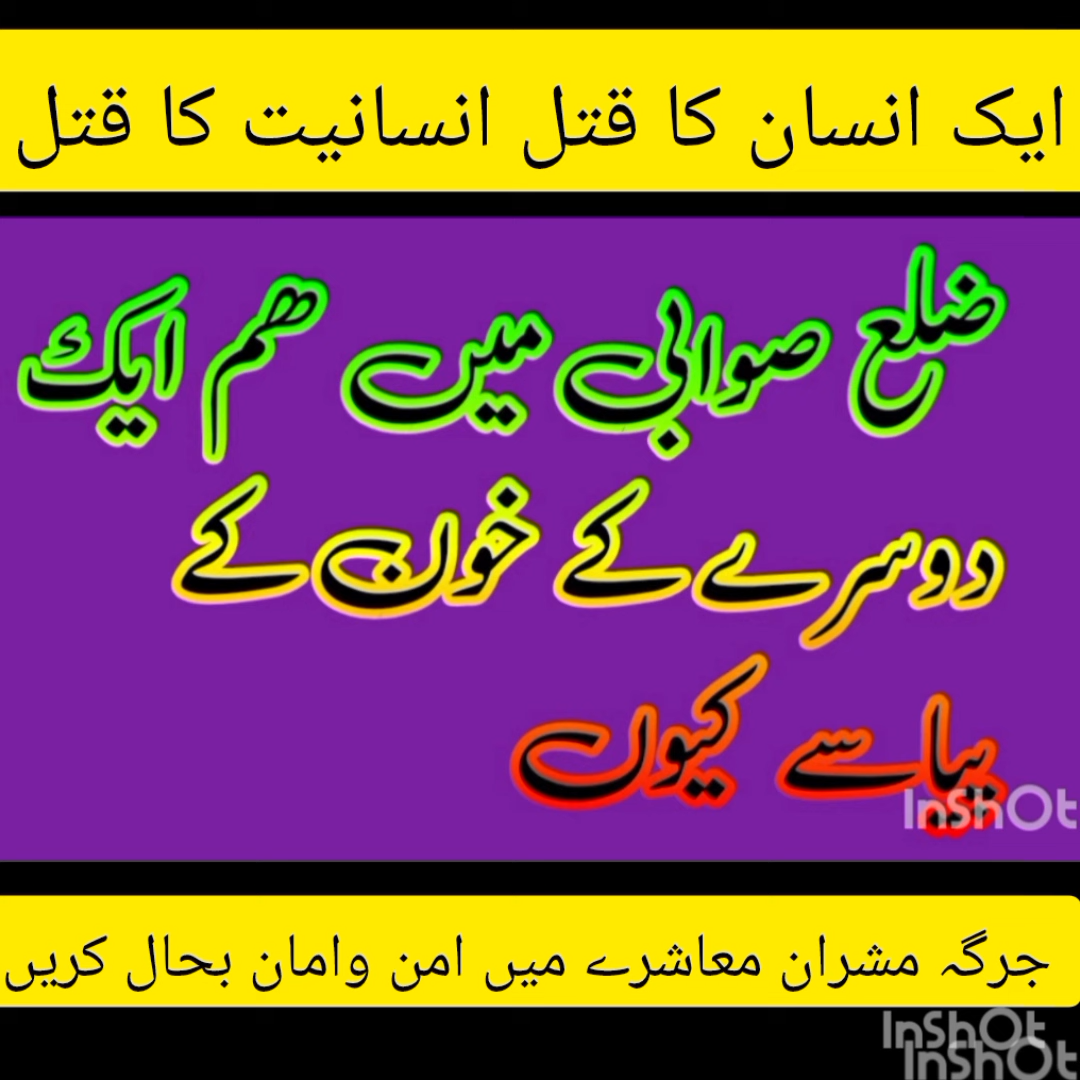 ایک انسان کا قتل انسانیت کا قتل
ضلع صوابی میں ھم ایک
دوسرے کے خون کے
پیاسے کیوں
InShOt
جرگہ مشران معاشرے میں امن وامان بحال کریں
InShOt
InShOt